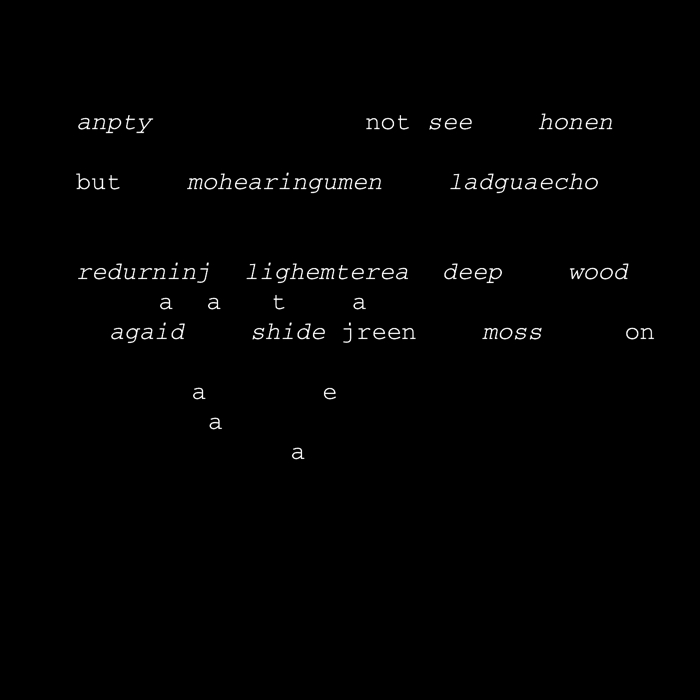 anpty not see honen
but mohearingumen ladguaecho
redurninj lighemterea deep wood
a a t a
agaid shide jreen moss on
a e
a
a